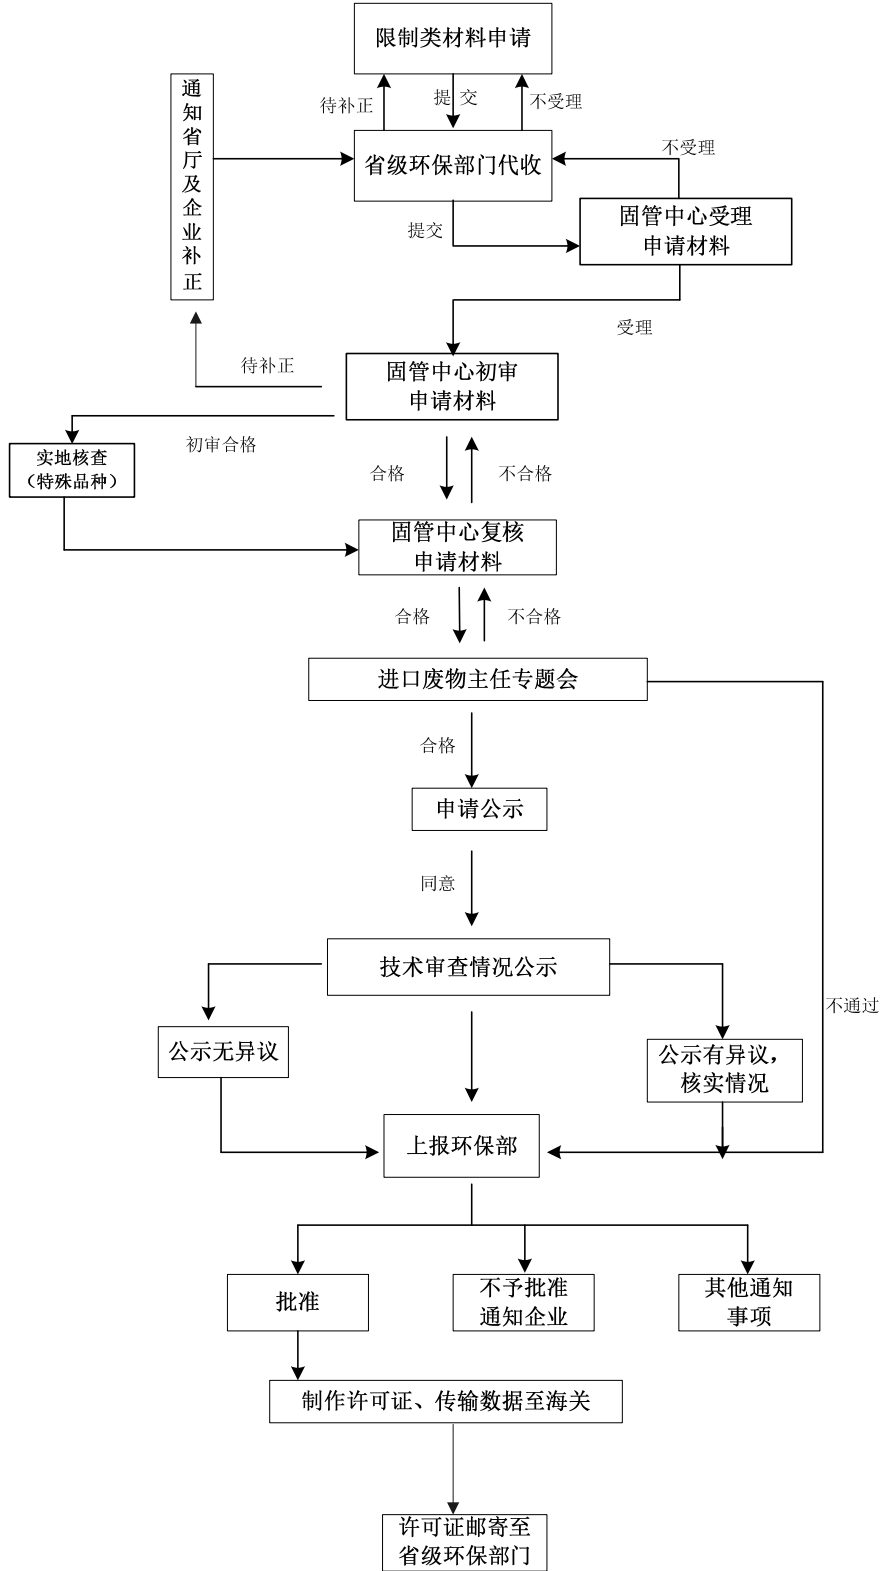 限制类材料申请
待补正
提 交
不受理
通知省厅及企业补正
省级环保部门代收
不受理
提交
固管中心受理
申请材料
受理
待补正
固管中心初审
申请材料
初审合格
实地核查
（特殊品种）
合格
不合格
固管中心复核
申请材料
合格
不合格
进口废物主任专题会
合格
申请公示
同意
技术审查情况公示
不通过
公示无异议
公示有异议，
核实情况
上报环保部
批准
不予批准
通知企业
其他通知
事项
制作许可证、传输数据至海关
许可证邮寄至
省级环保部门